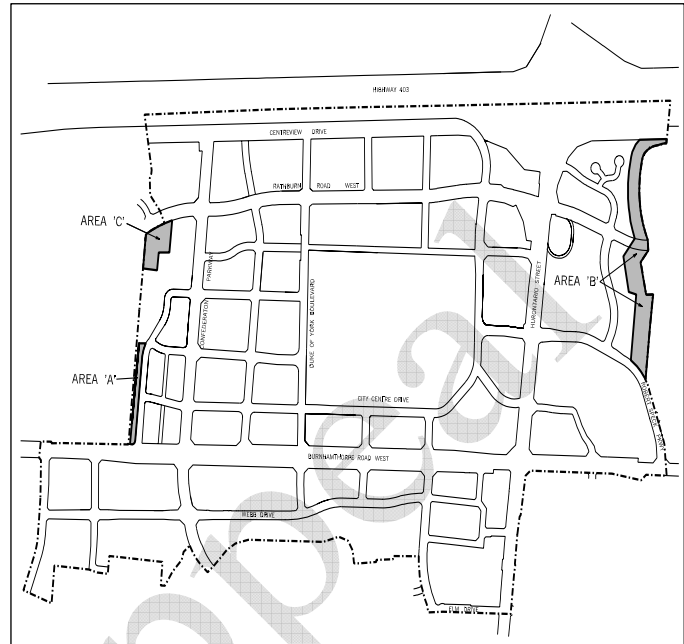 HIGHWAY 403
CENTREVIEW DRIVE
RATHBURN ROAD WEST
AREA 'C'
PARKWAY
CONFEDERATION
DUKE OF YORK BOULEVARD
HURONTARIO STREET
AREA 'B'
AREA 'A'
CITY CENTRE DRIVE
BURNHAMTHORPE ROAD WEST
WEBB DRIVE
ELM DRIVE
ppeal